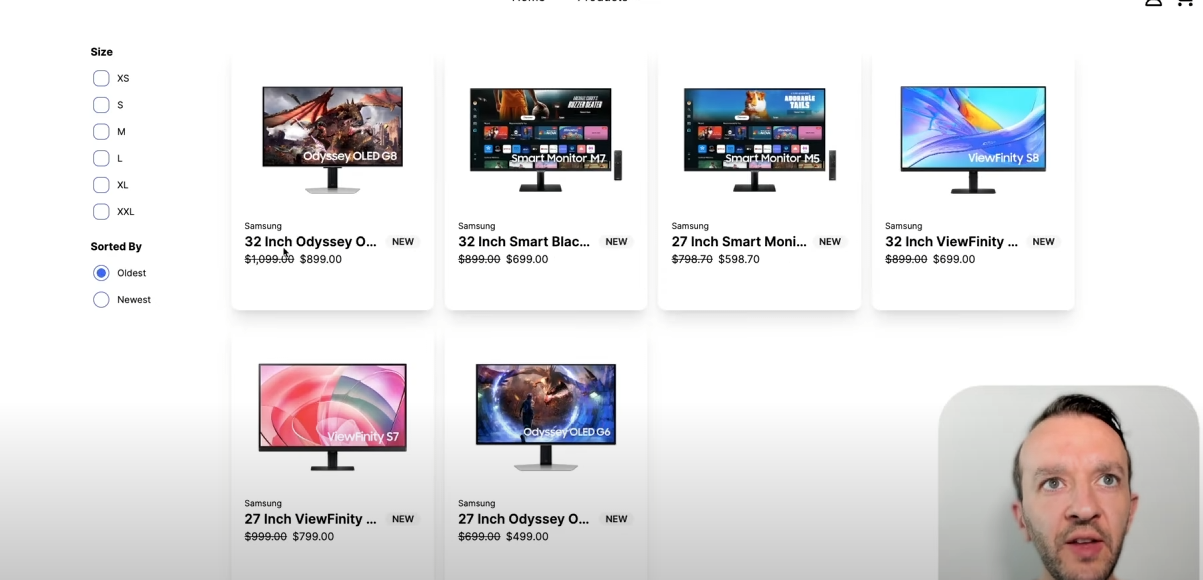 Home Products
Size
XS
S
M
L
XL
XXL
Sorted By
Oldest
Newest
Odyssey OLED G8
Samsung
32 Inch Odyssey O... NEW
$1,099.00 $899.00
Smart Monitor M7
Samsung
32 Inch Smart Blac... NEW
$899.00 $699.00
ADORABLE
TAILS
Smart Monitor M5
Samsung
27 Inch Smart Moni... NEW
$798.70 $598.70
ViewFinity S8
Samsung
32 Inch ViewFinity ... NEW
$899.00 $699.00
ViewFinity S7
Samsung
27 Inch ViewFinity ... NEW
$999.00 $799.00
Odyssey OLED G6
Samsung
27 Inch Odyssey O... NEW
$699.00 $499.00